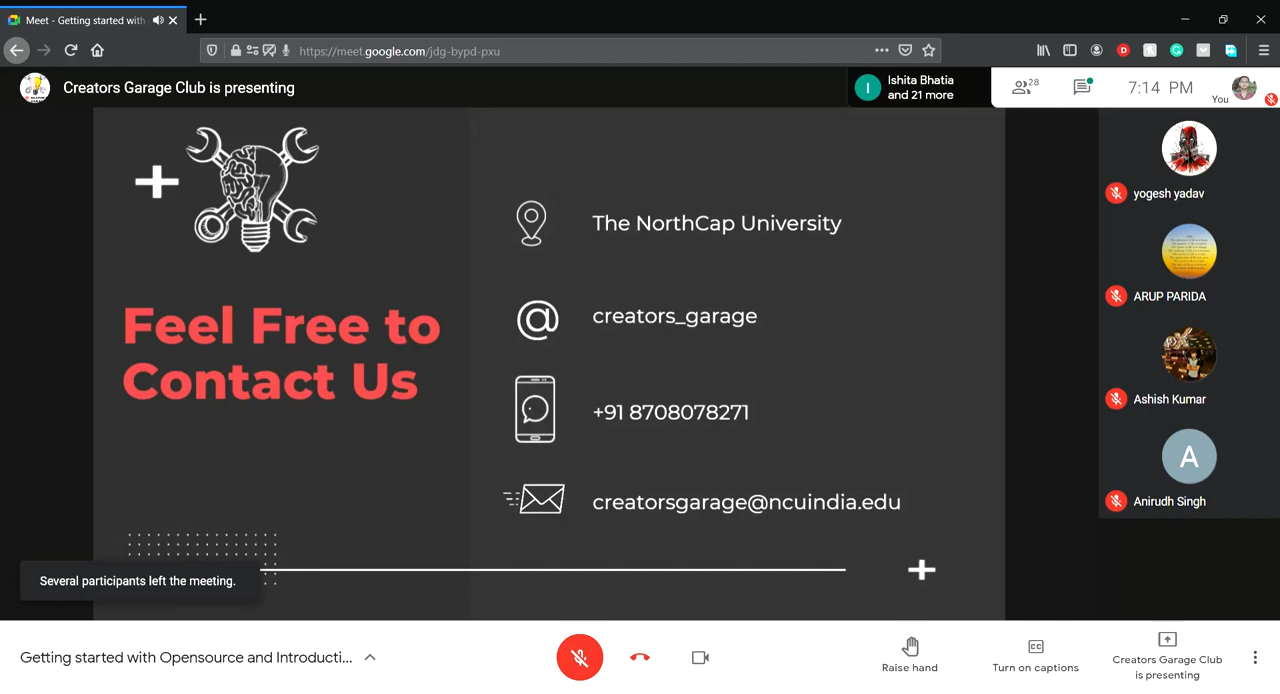 Meet - Getting started with
https://meet.google.com/jdg-bypd-pxu
Creators Garage Club is presenting
Ishita Bhatia
and 21 more
28
7:14 PM
You
The NorthCap University
creators_garage
Feel Free to
Contact Us
+91 8708078271
creatorsgarage@ncuindia.edu
yogesh yadav
ARUP PARIDA
Ashish Kumar
A
Anirudh Singh
Several participants left the meeting.
Getting started with Opensource and Introducti...
Raise hand
Turn on captions
Creators Garage Club
is presenting